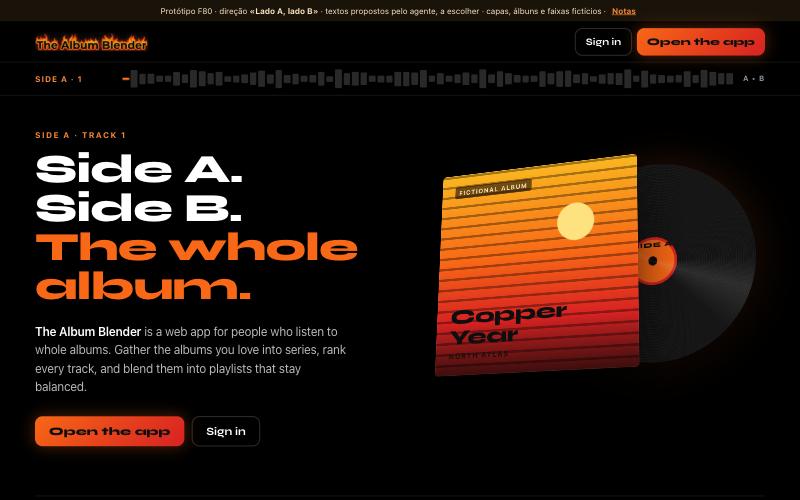 Protótipo F80 · direção «Lado A, lado B» · textos propostos pelo agente, a escolher · capas, álbuns e faixas fictícios · Notas
The Album Blender
Sign in
Open the app
SIDE A · 1
A • B
SIDE A · TRACK 1
Side A.
Side B.
The whole
album.
FICTIONAL ALBUM
Copper
Year
NORTH ATLAS
SIDE A
The Album Blender is a web app for people who listen to
whole albums. Gather the albums you love into series, rank
every track, and blend them into playlists that stay
balanced.
Open the app
Sign in